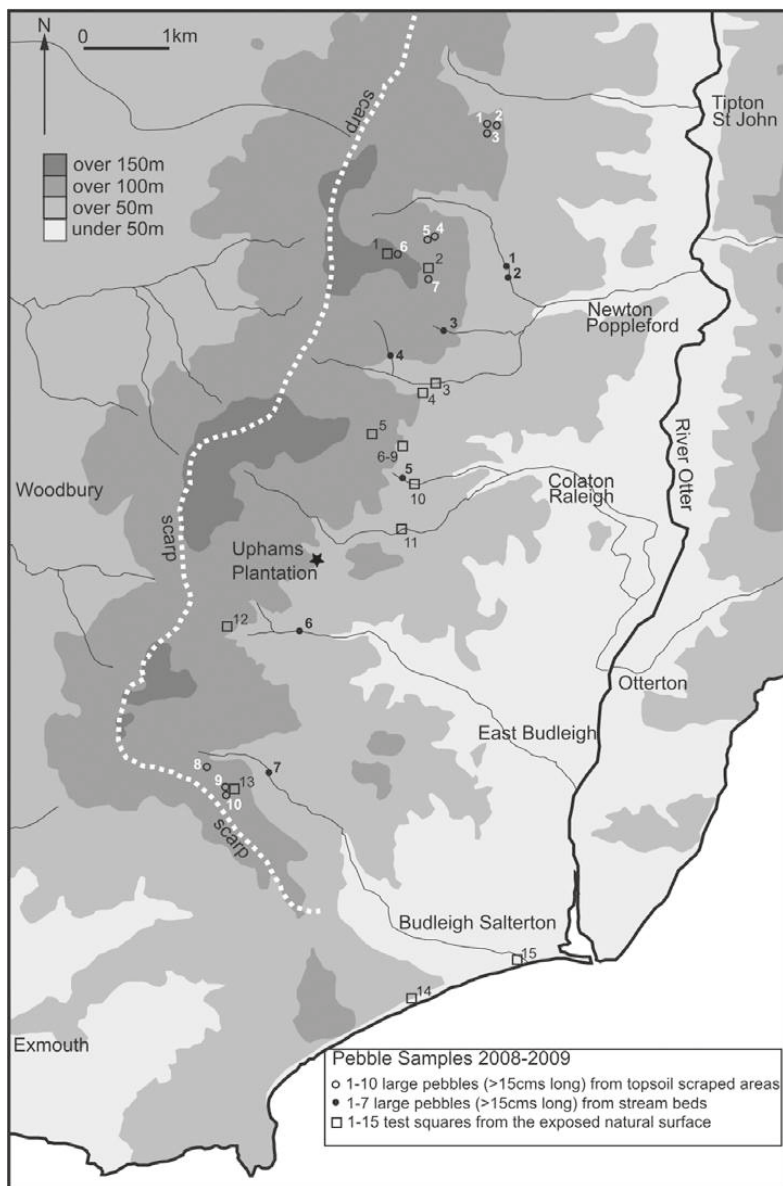 N
0 1km
over 150m
over 100m
over 50m
under 50m
scarp
Tipton
St John
1 2
3
5 4
1 6
2
7
1
2
Newton
Poppleford
3
4
3
4
5
6-9
5
10
River Otter
Woodbury
Colaton
Raleigh
scarp
11
Uphams
Plantation
12
6
Otterton
East Budleigh
8
7
9 13
10
scarp
Budleigh Salterton
15
14
Exmouth
Pebble Samples 2008-2009
1-10 large pebbles (>15cms long) from topsoil scraped areas
1-7 large pebbles (>15cms long) from stream beds
1-15 test squares from the exposed natural surface